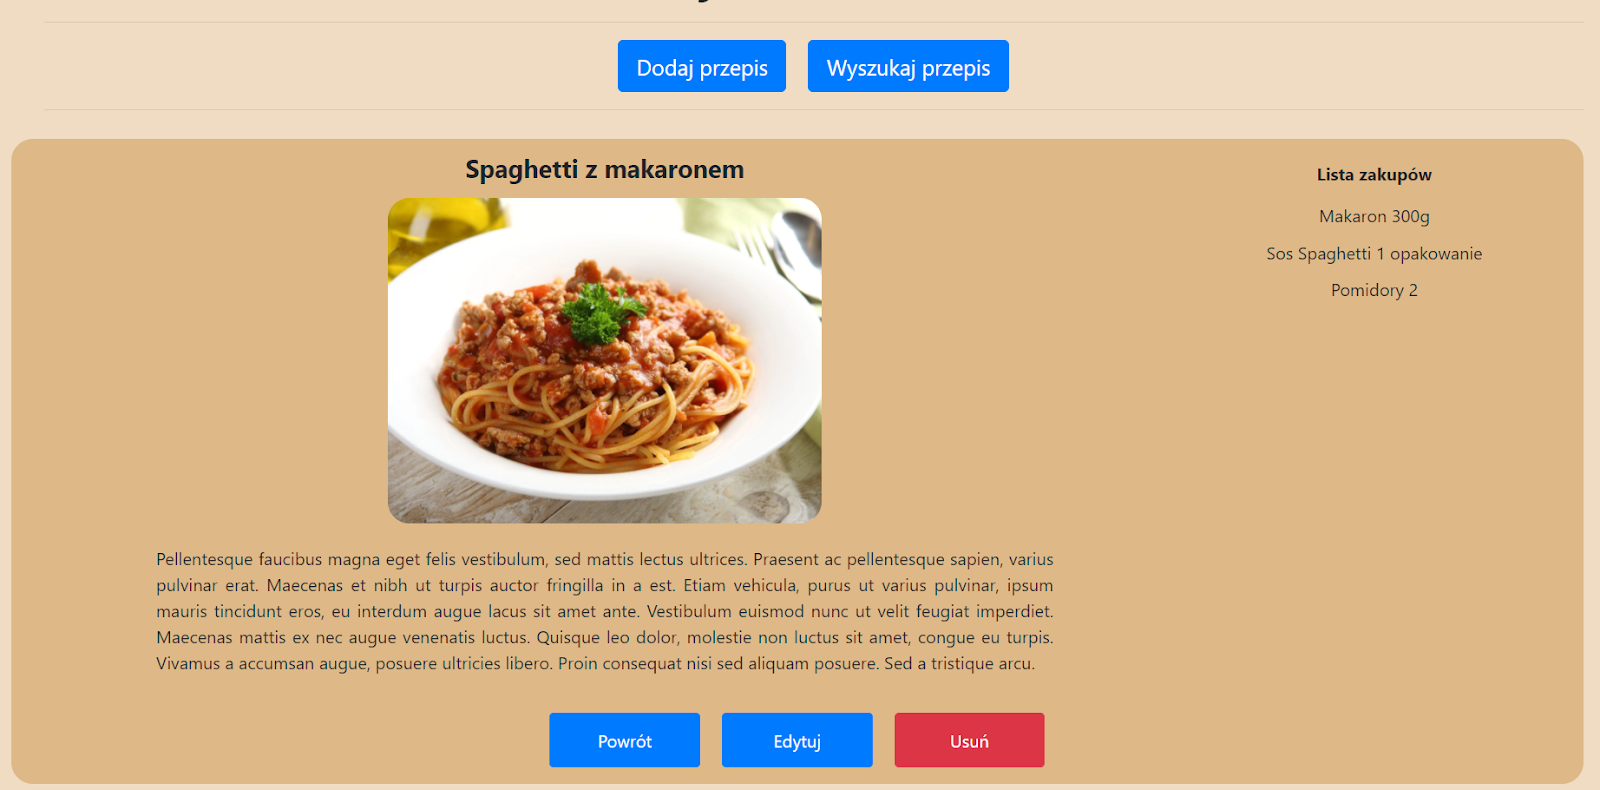 Dodaj przepis
Wyszukaj przepis
Spaghetti z makaronem
Lista zakupów
Makaron 300g
Sos Spaghetti 1 opakowanie
Pomidory 2
Pellentesque faucibus magna eget felis vestibulum, sed mattis lectus ultrices. Praesent ac pellentesque sapien, varius
pulvinar erat. Maecenas et nibh ut turpis auctor fringilla in a est. Etiam vehicula, purus ut varius pulvinar, ipsum
mauris tincidunt eros, eu interdum augue lacus sit amet ante. Vestibulum euismod nunc ut velit feugiat imperdiet.
Maecenas mattis ex nec augue venenatis luctus. Quisque leo dolor, molestie non luctus sit amet, congue eu turpis.
Vivamus a accumsan augue, posuere ultricies libero. Proin consequat nisi sed aliquam posuere. Sed a tristique arcu.
Powrót
Edytuj
Usuń